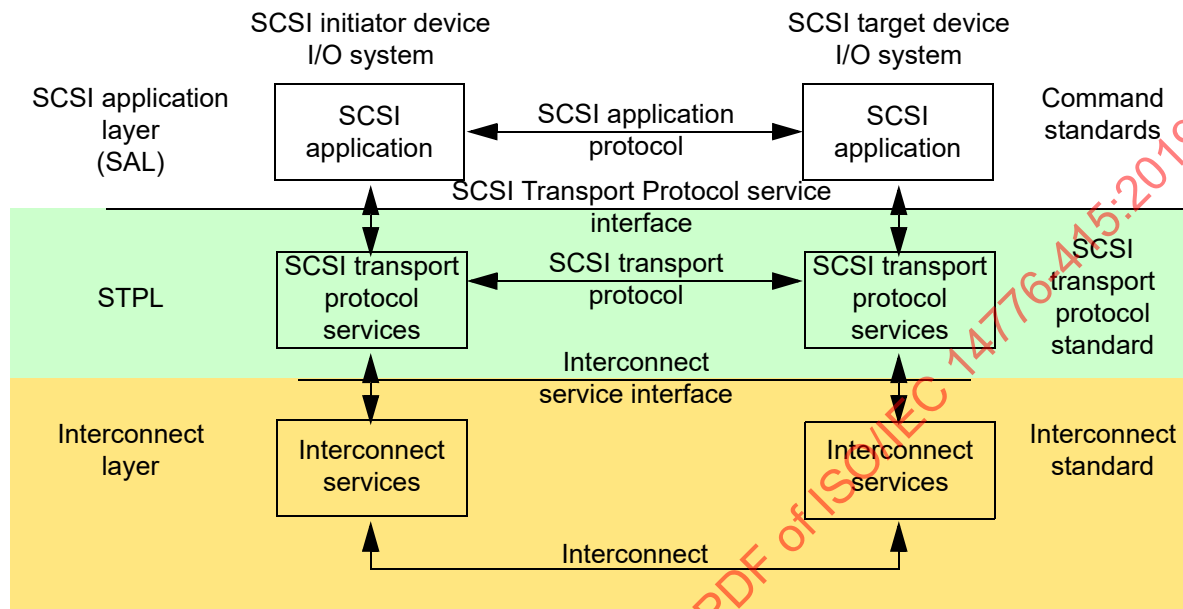 SCSI initiator device
I/O system
SCSI target device
I/O system
SCSI application
layer
(SAL)
SCSI
application
SCSI application
protocol
SCSI
application
Command
standards
SCSI Transport Protocol service
interface
STPL
SCSI transport
protocol
services
SCSI transport
protocol
SCSI transport
protocol
services
SCSI
transport
protocol
standard
Interconnect
service interface
Interconnect
layer
Interconnect
services
Interconnect
services
Interconnect
standard
Interconnect
PDF of ISO/IEC 14776-415:2019